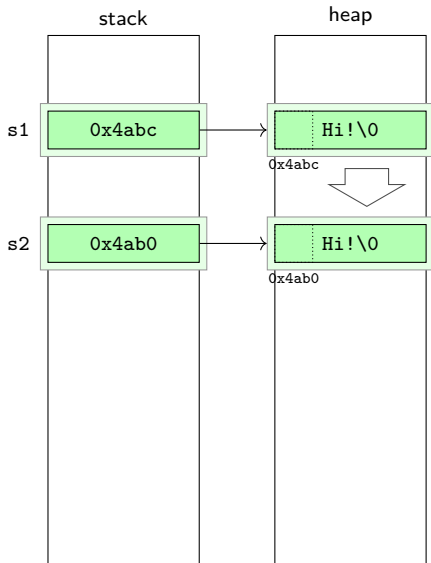 stack heap
s1 0x4abc Hi!\0
0x4abc
s2 0x4ab0 Hi!\0
0x4ab0